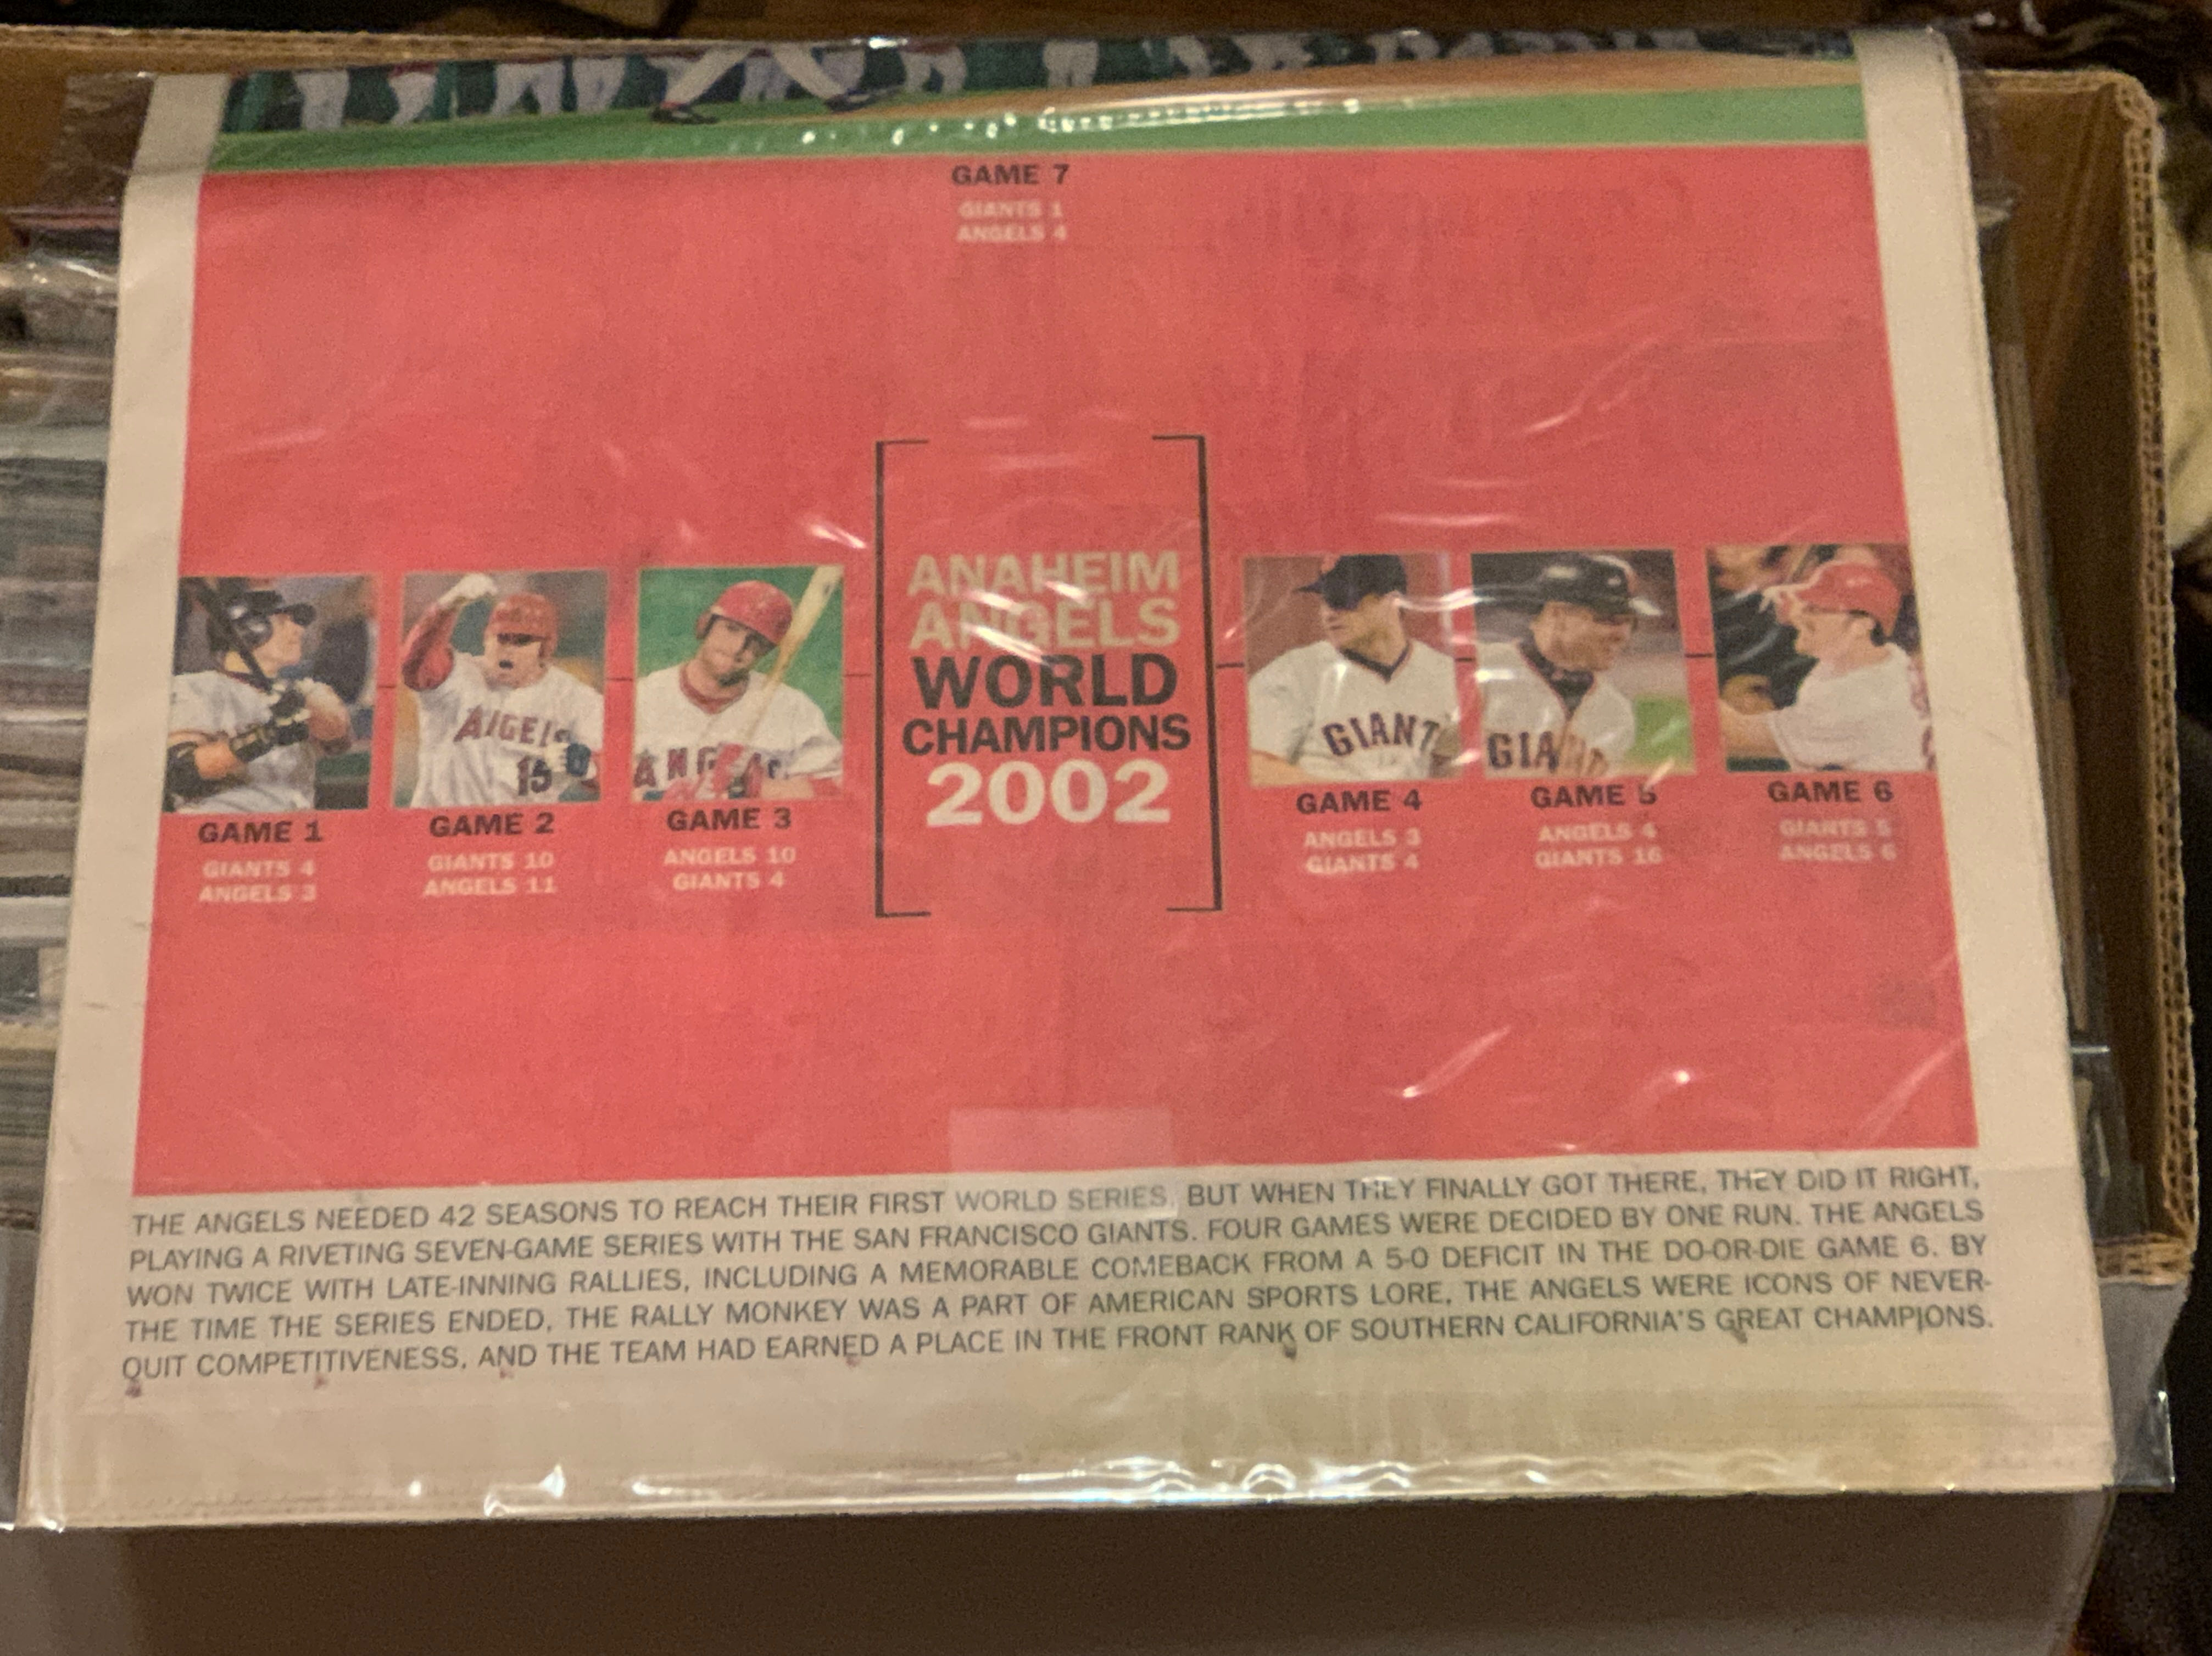 GAME 7
GIANTS 1
ANGELS 4
ANAHEIM
ANGELS
WORLD
CHAMPIONS
2002
ANGELS
15
ANGELS
GIANT
GIA
GAME 1
GIANTS 4
ANGELS 3
GAME 2
GIANTS 10
ANGELS 11
GAME 3
ANGELS 10
GIANTS 4
GAME 4
ANGELS 3
GIANTS 4
GAME 5
ANGELS 4
GIANTS 16
GAME 6
GIANTS 5
ANGELS 6
THE ANGELS NEEDED 42 SEASONS TO REACH THEIR FIRST WORLD SERIES, BUT WHEN THEY FINALLY GOT THERE, THEY DID IT RIGHT,
PLAYING A RIVETING SEVEN-GAME SERIES WITH THE SAN FRANCISCO GIANTS. FOUR GAMES WERE DECIDED BY ONE RUN. THE ANGELS
WON TWICE WITH LATE-INNING RALLIES, INCLUDING A MEMORABLE COMEBACK FROM A 5-0 DEFICIT IN THE DO-OR-DIE GAME 6. BY
THE TIME THE SERIES ENDED, THE RALLY MONKEY WAS A PART OF AMERICAN SPORTS LORE, THE ANGELS WERE ICONS OF NEVER-
QUIT COMPETITIVENESS, AND THE TEAM HAD EARNED A PLACE IN THE FRONT RANK OF SOUTHERN CALIFORNIA'S GREAT CHAMPIONS.